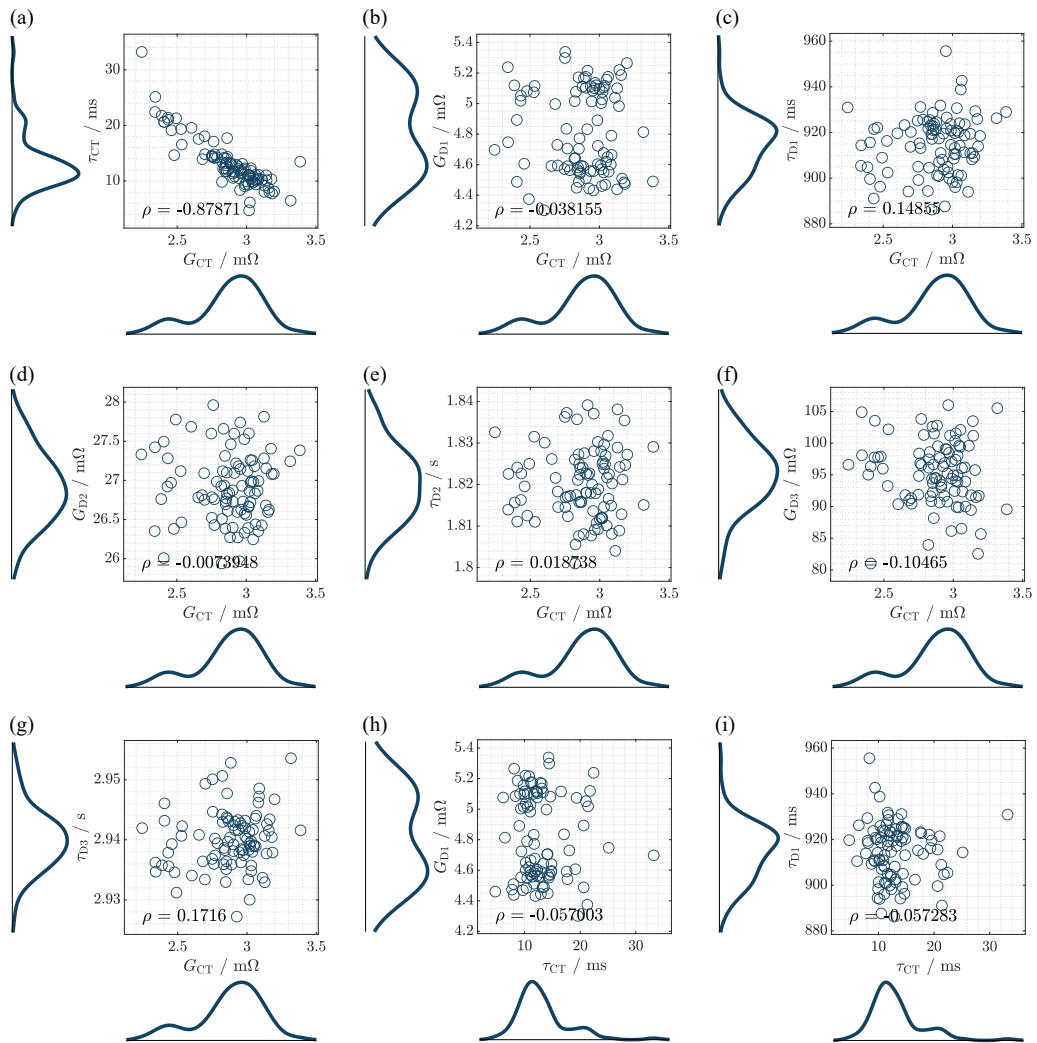 (a)
30
20
10
τCT / ms
ρ = -0.87871
2.5
3
3.5
GCT / mΩ
(b)
5.4
5.2
5
4.8
4.6
4.4
4.2
GD1 / mΩ
ρ = -0.038155
2.5
3
3.5
GCT / mΩ
(c)
960
940
920
900
880
τD1 / ms
ρ = 0.14855
2.5
3
3.5
GCT / mΩ
(d)
28
27.5
27
26.5
26
GD2 / mΩ
ρ = -0.0073948
2.5
3
3.5
GCT / mΩ
(e)
1.84
1.83
1.82
1.81
1.8
τD2 / s
ρ = 0.018738
2.5
3
3.5
GCT / mΩ
(f)
105
100
95
90
85
80
GD3 / mΩ
ρ = -0.10465
2.5
3
3.5
GCT / mΩ
(g)
2.95
2.94
2.93
τD3 / s
ρ = 0.1716
2.5
3
3.5
GCT / mΩ
(h)
5.4
5.2
5
4.8
4.6
4.4
4.2
GD1 / mΩ
ρ = -0.057003
10
20
30
τCT / ms
(i)
960
940
920
900
880
τD1 / ms
ρ = -0.057283
10
20
30
τCT / ms